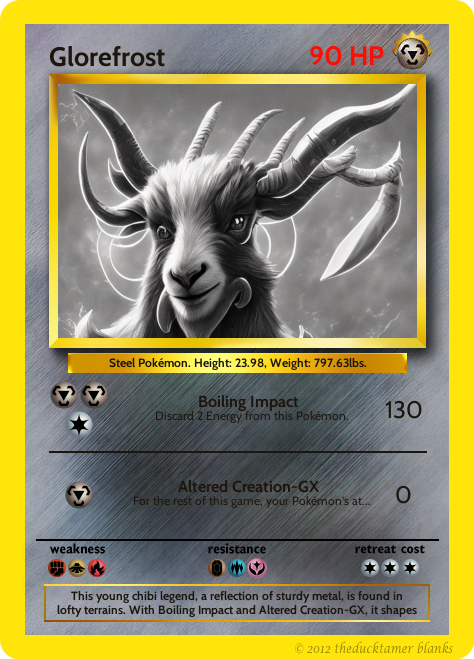 Glorefrost
90 HP
Steel Pokémon. Height: 23.98, Weight: 797.63lbs.
Boiling Impact
Discard 2 Energy from this Pokémon.
130
Altered Creation-GX
For the rest of this game, your Pokémon's at...
0
weakness
resistance
retreat cost
This young chibi legend, a reflection of sturdy metal, is found in
lofty terrains. With Boiling Impact and Altered Creation-GX, it shapes
© 2012 theducktamer blanks